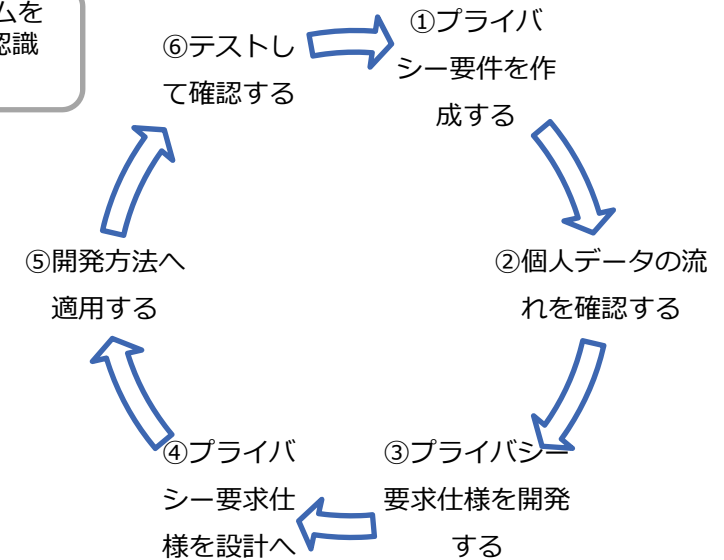 ムを
認識
①プライバ
シー要件を作
成する
②個人データの流
れを確認する
③プライバシー
要求仕様を開発
する
④プライバ
シー要求仕
様を設計へ
⑤開発方法へ
適用する
⑥テストし
て確認する